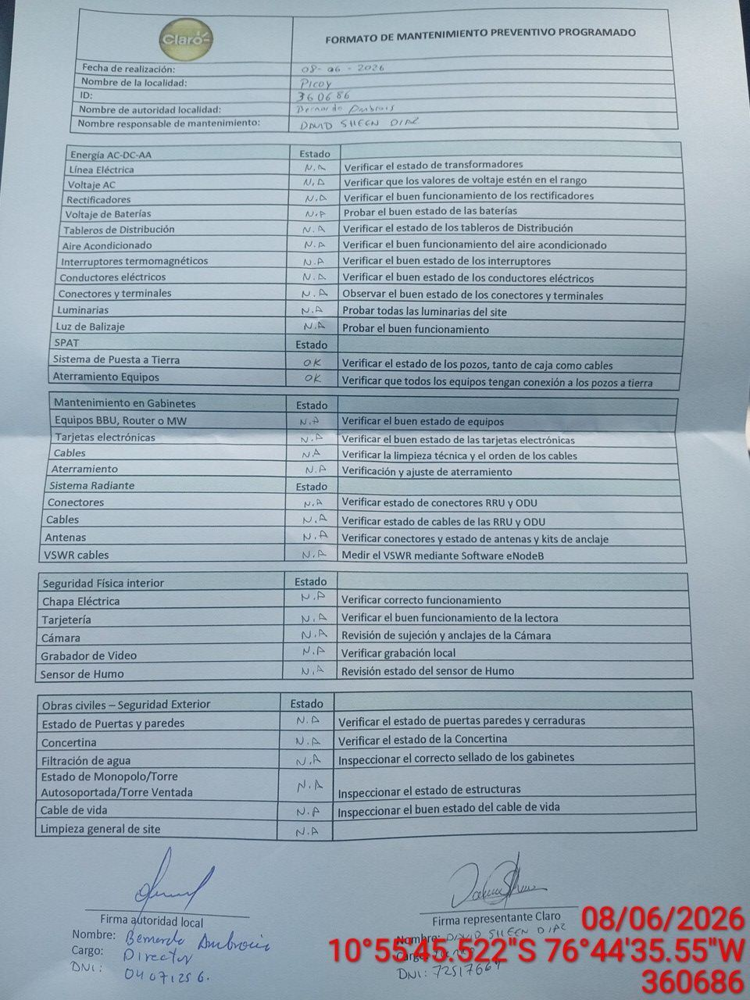 Claro
FORMATO DE MANTENIMIENTO PREVENTIVO PROGRAMADO
Fecha de realización: 08-06-2026
Nombre de la localidad: Picoy
ID: 360686
Nombre de autoridad localidad: Bernardo Ambrosio
Nombre responsable de mantenimiento: DAVID SHEEN DIAZ
Energía AC-DC-AA Estado
Línea Eléctrica N.A Verificar el estado de transformadores
Voltaje AC N.A Verificar que los valores de voltaje estén en el rango
Rectificadores N.A Verificar el buen funcionamiento de los rectificadores
Voltaje de Baterías N.A Probar el buen estado de las baterías
Tableros de Distribución N.A Verificar el estado de los tableros de Distribución
Aire Acondicionado N.A Verificar el buen funcionamiento del aire acondicionado
Interruptores termomagnéticos N.A Verificar el buen estado de los interruptores
Conductores eléctricos N.A Verificar el buen estado de los conductores eléctricos
Conectores y terminales N.A Observar el buen estado de los conectores y terminales
Luminarias N.A Probar todas las luminarias del site
Luz de Balizaje N.A Probar el buen funcionamiento
SPAT Estado
Sistema de Puesta a Tierra OK Verificar el estado de los pozos, tanto de caja como cables
Aterramiento Equipos OK Verificar que todos los equipos tengan conexión a los pozos a tierra
Mantenimiento en Gabinetes Estado
Equipos BBU, Router o MW N.A Verificar el buen estado de equipos
Tarjetas electrónicas N.A Verificar el buen estado de las tarjetas electrónicas
Cables N.A Verificar la limpieza técnica y el orden de los cables
Aterramiento N.A Verificación y ajuste de aterramiento
Sistema Radiante Estado
Conectores N.A Verificar estado de conectores RRU y ODU
Cables N.A Verificar estado de cables de las RRU y ODU
Antenas N.A Verificar conectores y estado de antenas y kits de anclaje
VSWR cables N.A Medir el VSWR mediante Software eNodeB
Seguridad Física interior Estado
Chapa Eléctrica N.A Verificar correcto funcionamiento
Tarjetería N.A Verificar el buen funcionamiento de la lectora
Cámara N.A Revisión de sujeción y anclajes de la Cámara
Grabador de Video N.A Verificar grabación local
Sensor de Humo N.A Revisión estado del sensor de Humo
Obras civiles – Seguridad Exterior Estado
Estado de Puertas y paredes N.A Verificar el estado de puertas paredes y cerraduras
Concertina N.A Verificar el estado de la Concertina
Filtración de agua N.A Inspeccionar el correcto sellado de los gabinetes
Estado de Monopolo/Torre
Autosoportada/Torre Ventada N.A Inspeccionar el estado de estructuras
Cable de vida N.A Inspeccionar el buen estado del cable de vida
Limpieza general de site N.A
Firma autoridad local
Nombre: Bernardo Ambrosio
Cargo: Director
DNI: 04071256.
Firma representante Claro
Nombre: DAVID SHEEN DIAZ
Cargo:
DNI:
08/06/2026
10°55'45.522"S 76°44'35.55"W
360686